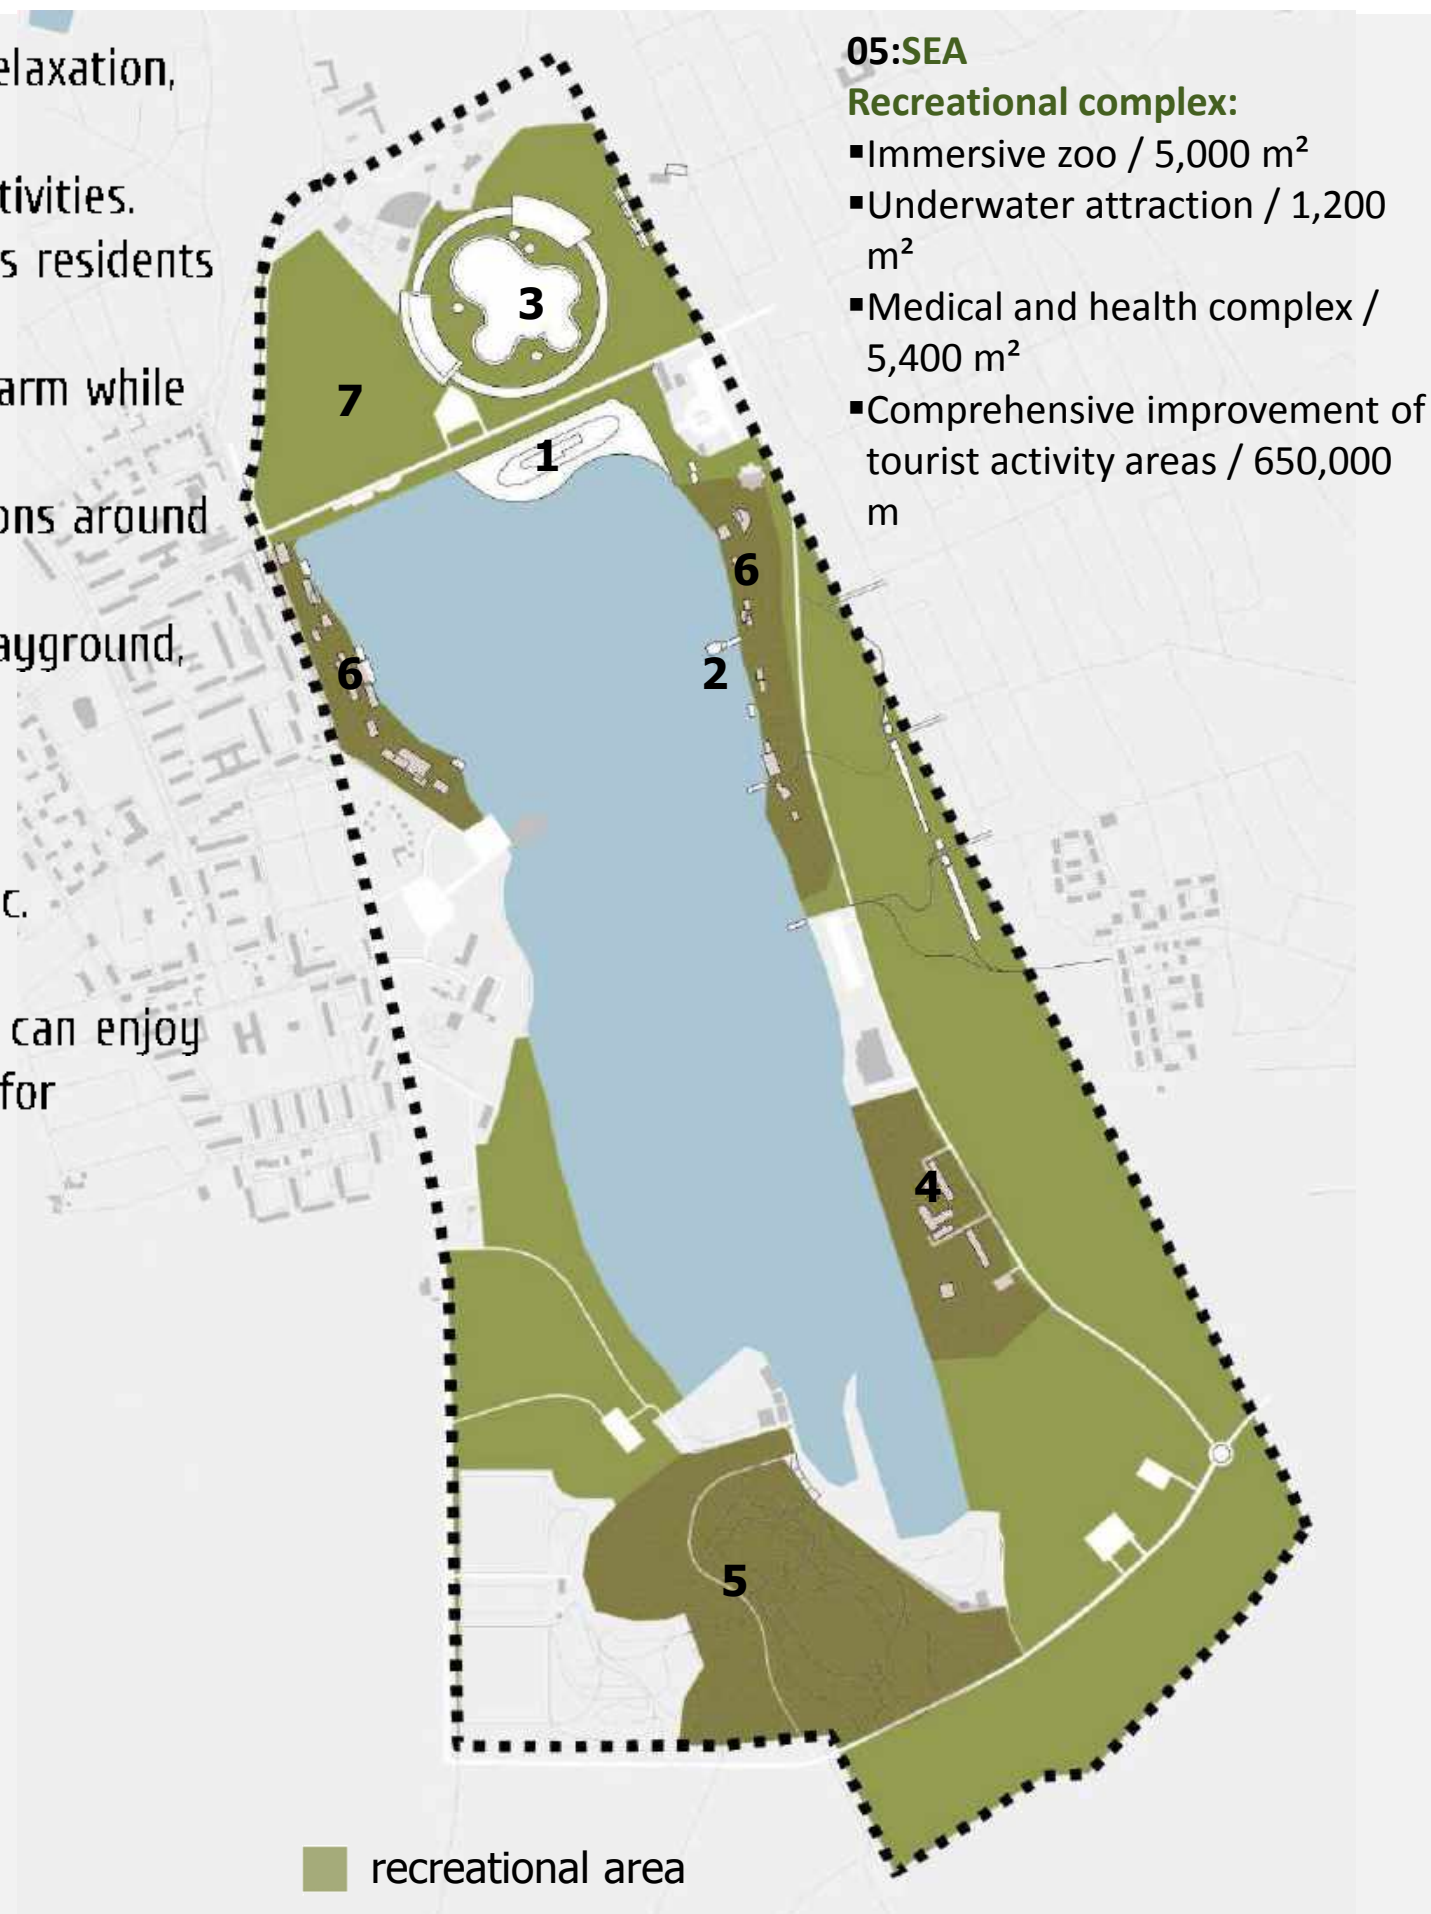 elaxation,
tivities.
s residents
arm while
ons around
ayground,
c.
can enjoy
for
05:SEA
Recreational complex:
▪Immersive zoo / 5,000 m²
▪Underwater attraction / 1,200
m²
▪Medical and health complex /
5,400 m²
▪Comprehensive improvement of
tourist activity areas / 650,000
m
3
7
1
6
6
2
4
5
recreational area